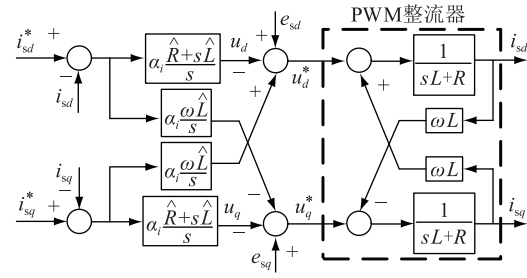 PWM整流器
i*sd + − isd
αi (R̂+sL̂)/s
ud −
+ esd
u*d
+
1/(sL+R)
isd
+
+
αi ωL̂/s
ωL
isq −
αi ωL̂/s
ωL
i*sq +
αi (R̂+sL̂)/s
uq −
−
u*q
−
1/(sL+R)
isq
esq +